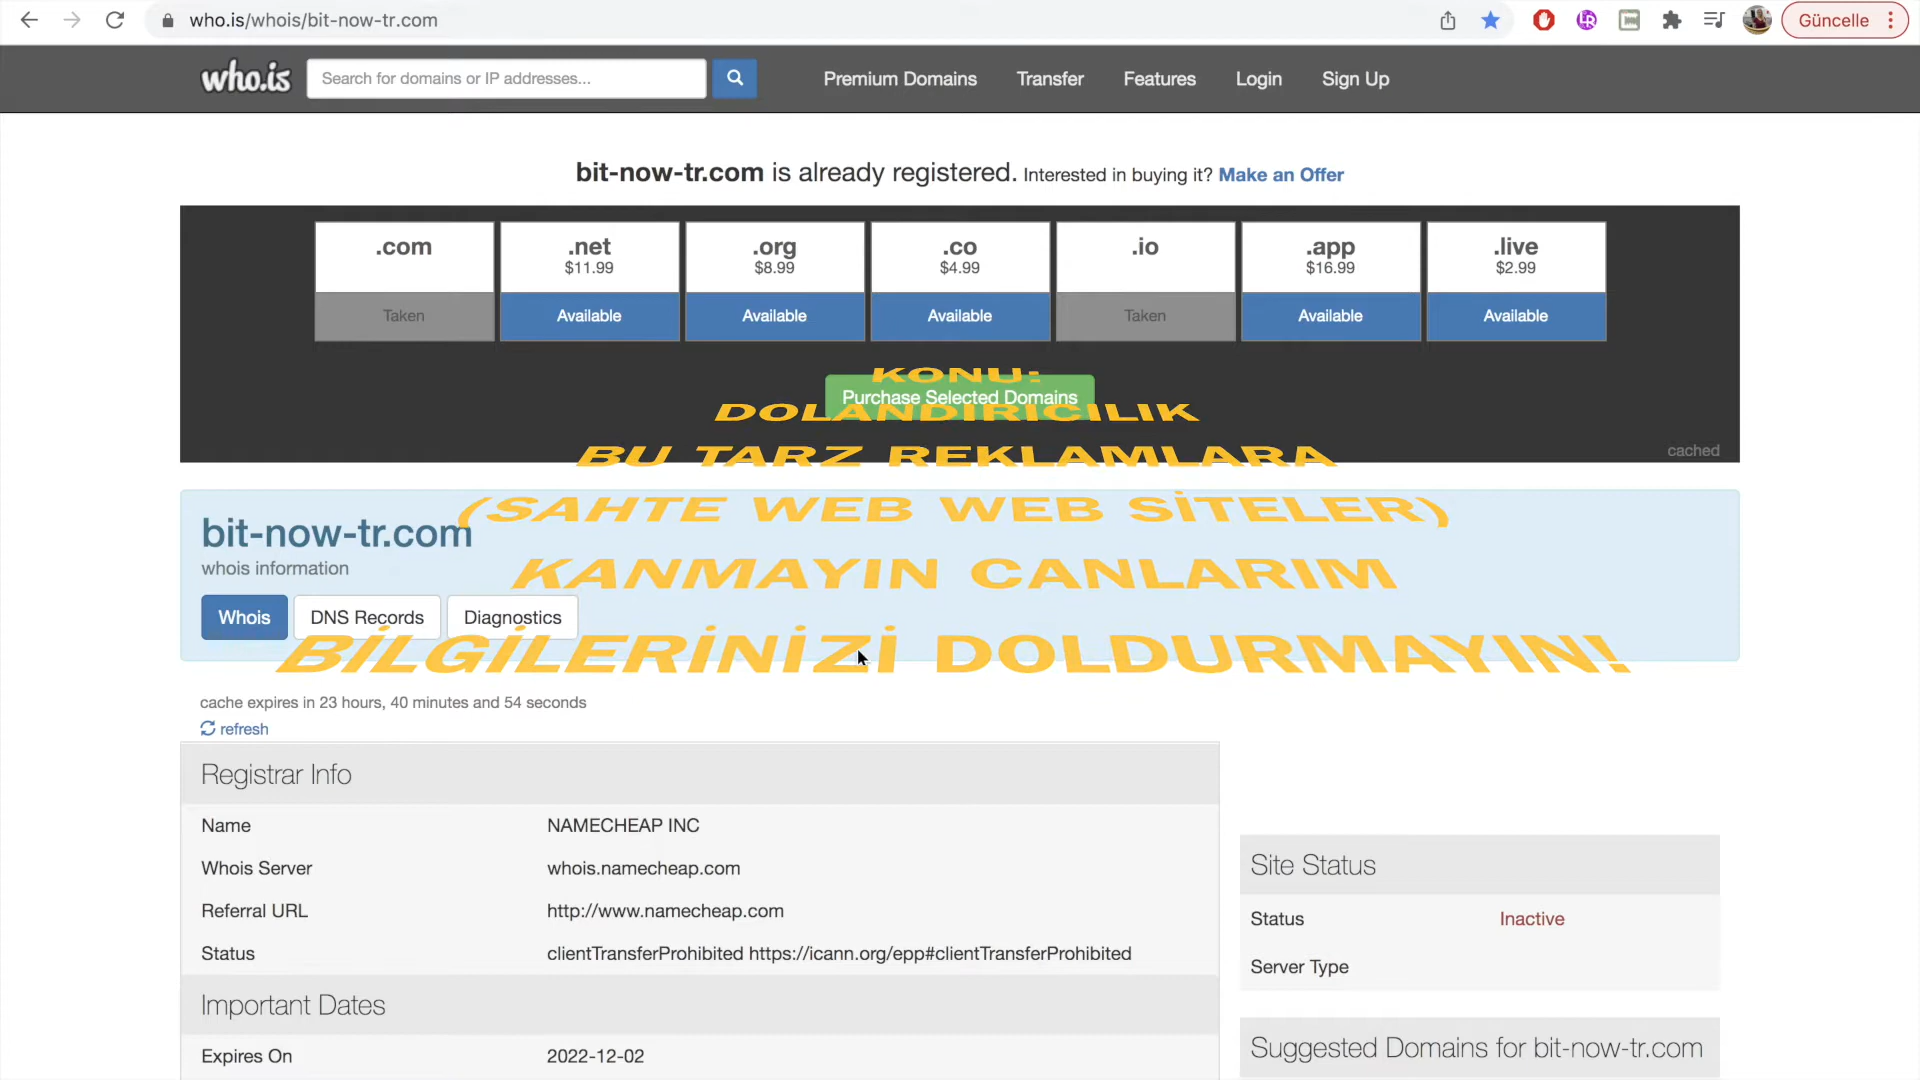 who.is/whois/bit-now-tr.com
Güncelle
who.is
Search for domains or IP addresses...
Premium Domains
Transfer
Features
Login
Sign Up
bit-now-tr.com is already registered. Interested in buying it? Make an Offer
.com
Taken
.net
$11.99
Available
.org
$8.99
Available
.co
$4.99
Available
.io
Taken
.app
$16.99
Available
.live
$2.99
Available
Purchase Selected Domains
cached
KONU:
DOLANDIRICILIK
BU TARZ REKLAMLARA
(SAHTE WEB WEB SİTELER)
KANMAYIN CANLARIM
BİLGİLERİNİZİ DOLDURMAYIN!
bit-now-tr.com
whois information
Whois
DNS Records
Diagnostics
cache expires in 23 hours, 40 minutes and 54 seconds
refresh
Registrar Info
Name NAMECHEAP INC
Whois Server whois.namecheap.com
Referral URL http://www.namecheap.com
Status clientTransferProhibited https://icann.org/epp#clientTransferProhibited
Important Dates
Expires On 2022-12-02
Site Status
Status Inactive
Server Type
Suggested Domains for bit-now-tr.com